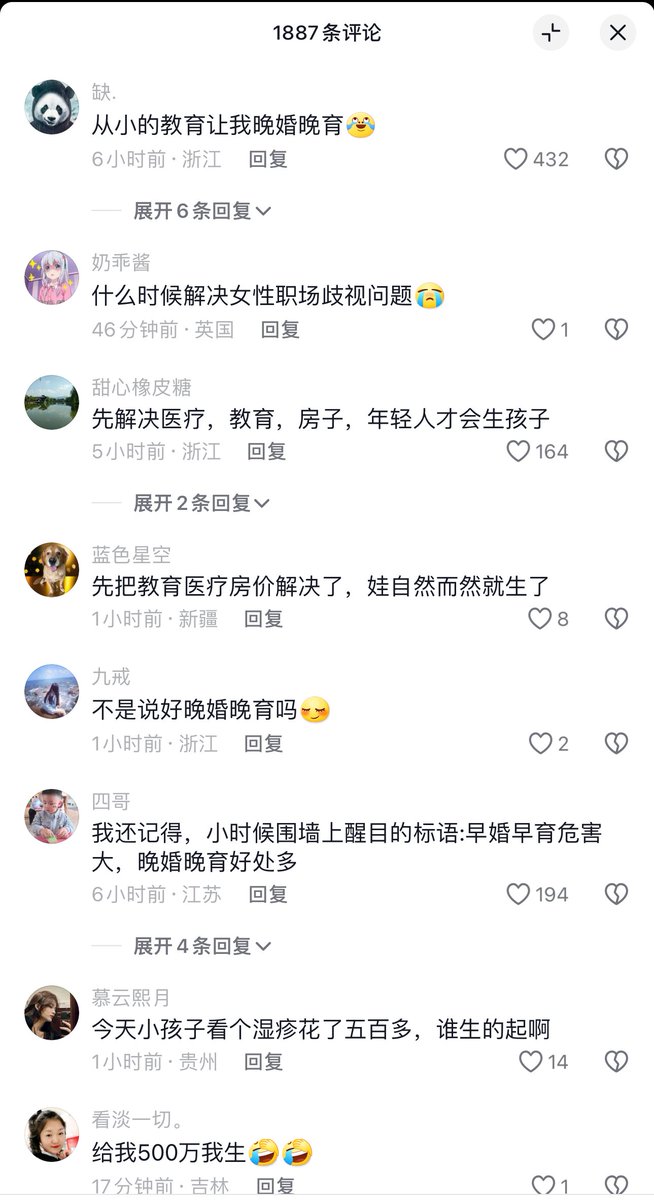 1887条评论
缺.
从小的教育让我晚婚晚育😂
6小时前·浙江 回复 432
展开6条回复
奶乖酱
什么时候解决女性职场歧视问题😭
46分钟前·英国 回复 1
甜心橡皮糖
先解决医疗，教育，房子，年轻人才会生孩子
5小时前·浙江 回复 164
展开2条回复
蓝色星空
先把教育医疗房价解决了，娃自然而然就生了
1小时前·新疆 回复 8
九戒
不是说好晚婚晚育吗😌
1小时前·浙江 回复 2
四哥
我还记得，小时候围墙上醒目的标语:早婚早育危害
大，晚婚晚育好处多
6小时前·江苏 回复 194
展开4条回复
慕云熙月
今天小孩子看个湿疹花了五百多，谁生的起啊
1小时前·贵州 回复 14
看淡一切。
给我500万我生🤣🤣
17分钟前·吉林 回复 1